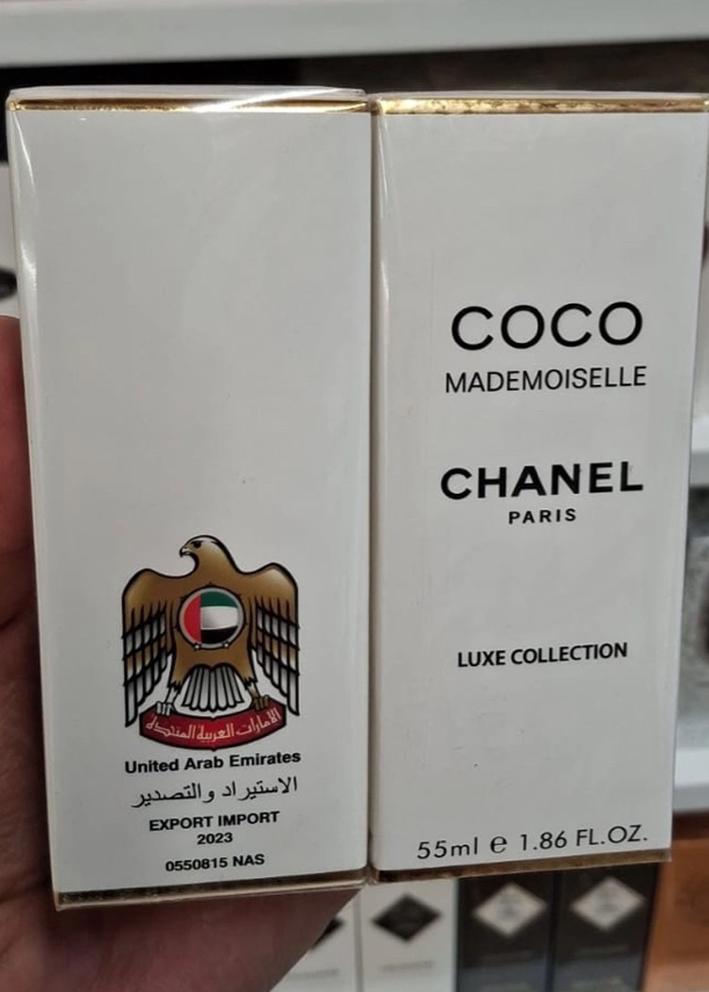 الامارات العربية المتحدة
United Arab Emirates
الاستيراد والتصدير
EXPORT IMPORT
2023
0550815 NAS
COCO
MADEMOISELLE
CHANEL
PARIS
LUXE COLLECTION
55ml e 1.86 FL.OZ.